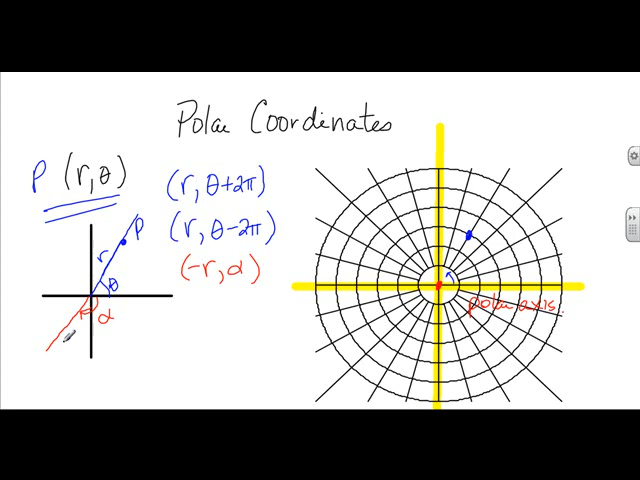 Polar Coordinates
P (r, θ)
(r, θ+2π)
(r, θ-2π)
(-r, α)
P
r
θ
α
polar axis.